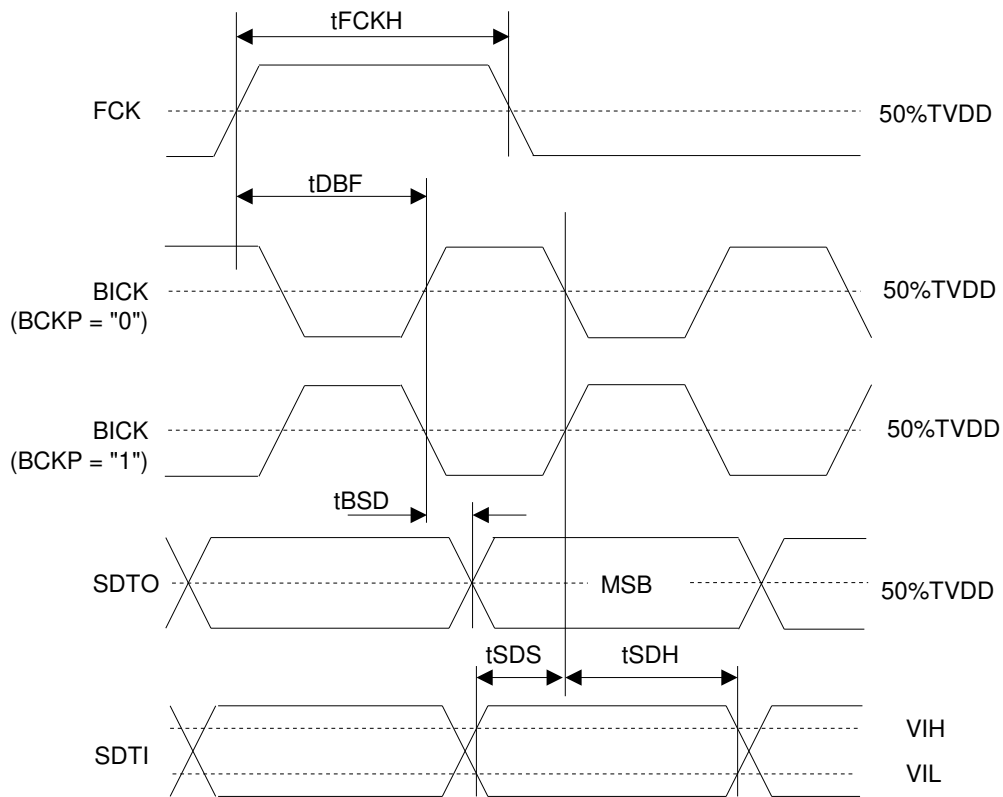 tFCKH
FCK
50%TVDD
tDBF
BICK
(BCKP = "0")
50%TVDD
BICK
(BCKP = "1")
50%TVDD
tBSD
SDTO
MSB
50%TVDD
tSDS
tSDH
SDTI
VIH
VIL